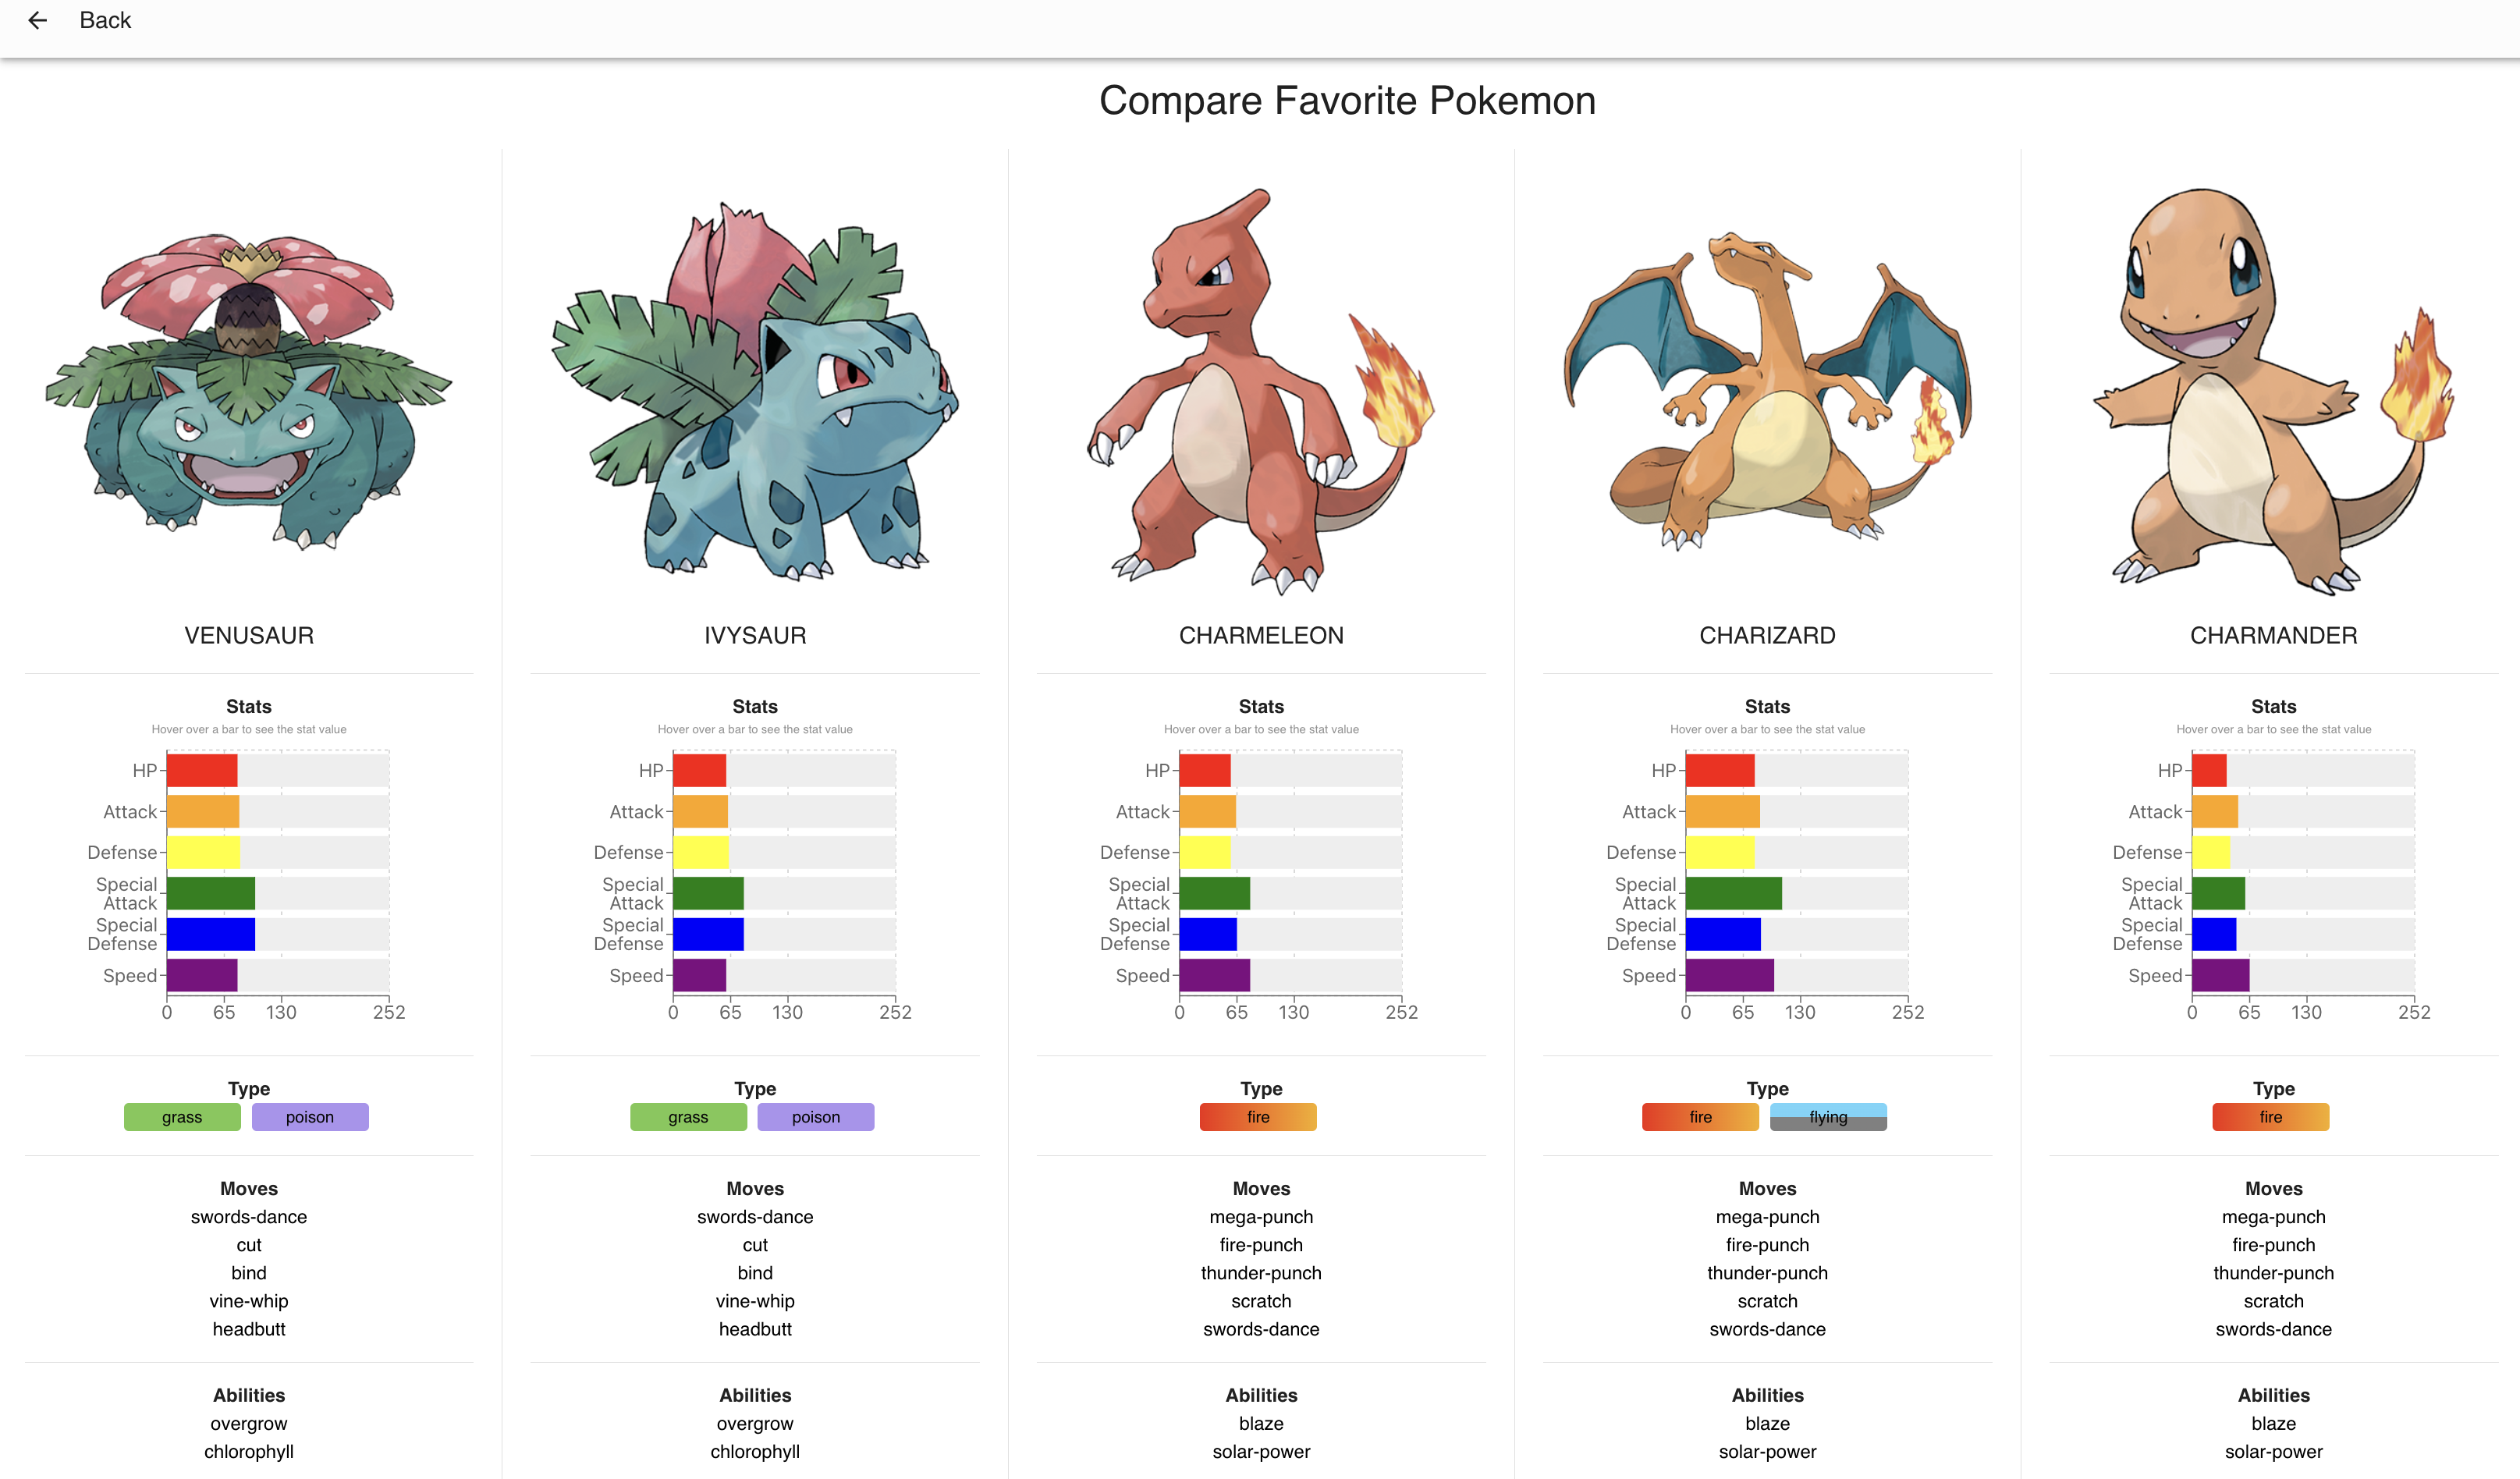 Back
Compare Favorite Pokemon
VENUSAUR
Stats
Hover over a bar to see the stat value
HP
Attack
Defense
Special
Attack
Special
Defense
Speed
0 65 130 252
Type
grass poison
Moves
swords-dance
cut
bind
vine-whip
headbutt
Abilities
overgrow
chlorophyll
IVYSAUR
Stats
Hover over a bar to see the stat value
HP
Attack
Defense
Special
Attack
Special
Defense
Speed
0 65 130 252
Type
grass poison
Moves
swords-dance
cut
bind
vine-whip
headbutt
Abilities
overgrow
chlorophyll
CHARMELEON
Stats
Hover over a bar to see the stat value
HP
Attack
Defense
Special
Attack
Special
Defense
Speed
0 65 130 252
Type
fire
Moves
mega-punch
fire-punch
thunder-punch
scratch
swords-dance
Abilities
blaze
solar-power
CHARIZARD
Stats
Hover over a bar to see the stat value
HP
Attack
Defense
Special
Attack
Special
Defense
Speed
0 65 130 252
Type
fire flying
Moves
mega-punch
fire-punch
thunder-punch
scratch
swords-dance
Abilities
blaze
solar-power
CHARMANDER
Stats
Hover over a bar to see the stat value
HP
Attack
Defense
Special
Attack
Special
Defense
Speed
0 65 130 252
Type
fire
Moves
mega-punch
fire-punch
thunder-punch
scratch
swords-dance
Abilities
blaze
solar-power